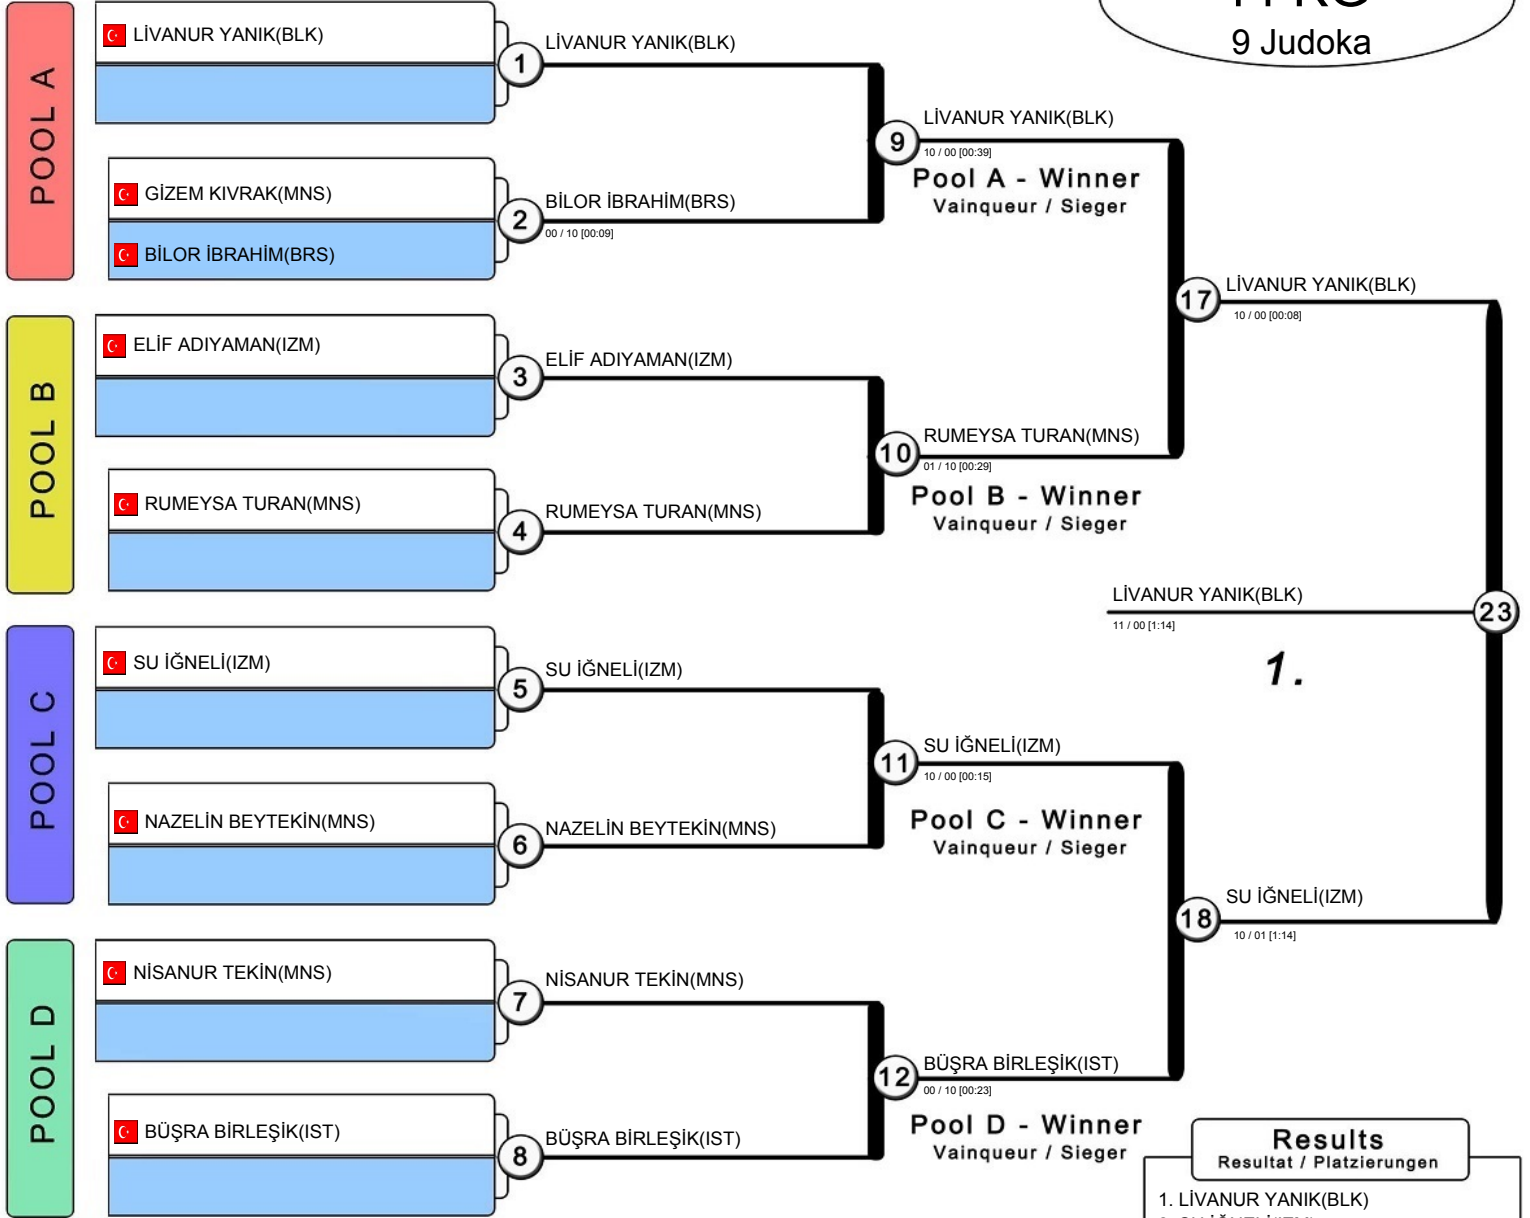 9 Judoka
POOL A
LİVANUR YANIK(BLK)
1
LİVANUR YANIK(BLK)
GİZEM KIVRAK(MNS)
BİLOR İBRAHİM(BRS)
2
BİLOR İBRAHİM(BRS)
00 / 10 [00:09]
9
LİVANUR YANIK(BLK)
10 / 00 [00:39]
Pool A - Winner
Vainqueur / Sieger
POOL B
ELİF ADIYAMAN(IZM)
3
ELİF ADIYAMAN(IZM)
RUMEYSA TURAN(MNS)
4
RUMEYSA TURAN(MNS)
10
RUMEYSA TURAN(MNS)
01 / 10 [00:29]
Pool B - Winner
Vainqueur / Sieger
17
LİVANUR YANIK(BLK)
10 / 00 [00:08]
POOL C
SU İĞNELİ(IZM)
5
SU İĞNELİ(IZM)
NAZELİN BEYTEKİN(MNS)
6
NAZELİN BEYTEKİN(MNS)
11
SU İĞNELİ(IZM)
10 / 00 [00:15]
Pool C - Winner
Vainqueur / Sieger
POOL D
NİSANUR TEKİN(MNS)
7
NİSANUR TEKİN(MNS)
BÜŞRA BİRLEŞİK(IST)
8
BÜŞRA BİRLEŞİK(IST)
12
BÜŞRA BİRLEŞİK(IST)
00 / 10 [00:23]
Pool D - Winner
Vainqueur / Sieger
18
SU İĞNELİ(IZM)
10 / 01 [1:14]
LİVANUR YANIK(BLK)
11 / 00 [1:14]
23
1.
Results
Resultat / Platzierungen
1. LİVANUR YANIK(BLK)